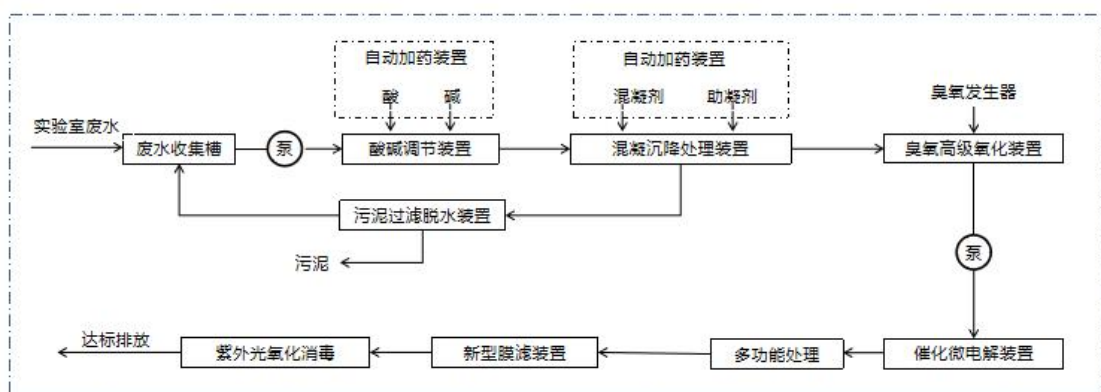 自动加药装置
自动加药装置
酸
碱
混凝剂
助凝剂
臭氧发生器
实验室废水
废水收集槽
泵
酸碱调节装置
混凝沉降处理装置
臭氧高级氧化装置
污泥过滤脱水装置
污泥
泵
达标排放
紫外光氧化消毒
新型膜滤装置
多功能处理
催化微电解装置